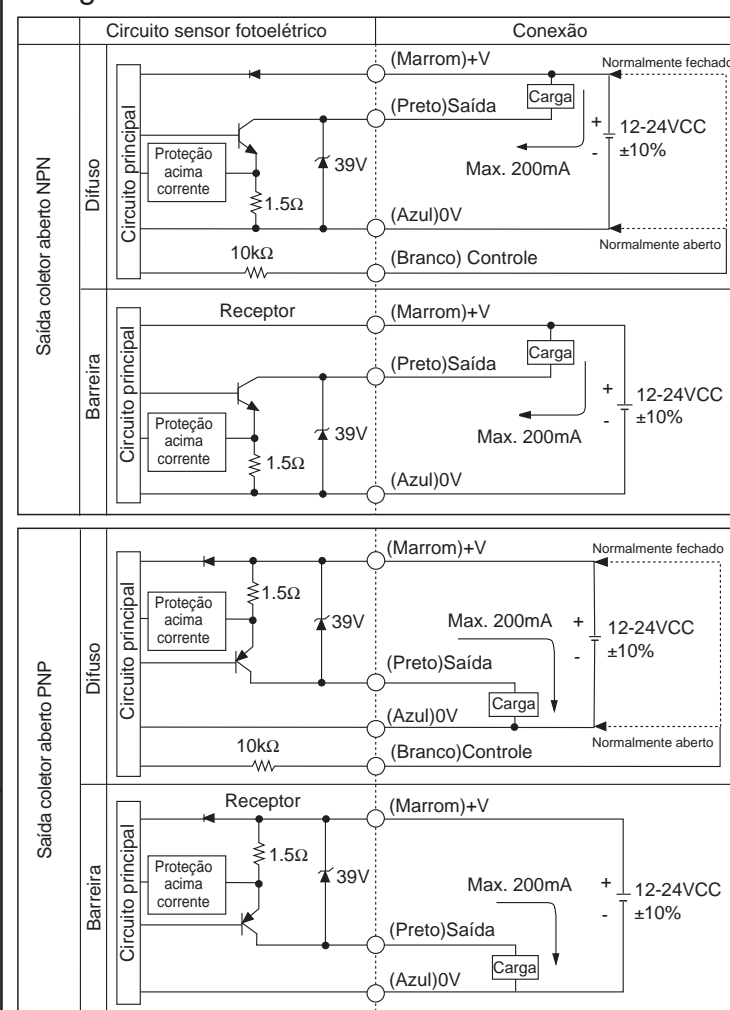 Circuito sensor fotoelétrico
Conexão
Saída coletor aberto NPN
Difuso
Circuito principal
Proteção
acima
corrente
1.5Ω
39V
10kΩ
(Marrom)+V
(Preto)Saída
(Azul)0V
(Branco) Controle
Carga
Max. 200mA
Normalmente fechado
+
-
12-24VCC
±10%
Normalmente aberto
Barreira
Circuito principal
Receptor
Proteção
acima
corrente
1.5Ω
39V
(Marrom)+V
(Preto)Saída
(Azul)0V
Carga
Max. 200mA
+
-
12-24VCC
±10%
Saída coletor aberto PNP
Difuso
Circuito principal
Proteção
acima
corrente
1.5Ω
39V
10kΩ
(Marrom)+V
(Preto)Saída
(Azul)0V
(Branco)Controle
Max. 200mA
Carga
Normalmente fechado
+
-
12-24VCC
±10%
Normalmente aberto
Barreira
Circuito principal
Receptor
Proteção
acima
corrente
1.5Ω
39V
(Marrom)+V
(Preto)Saída
(Azul)0V
Max. 200mA
Carga
+
-
12-24VCC
±10%